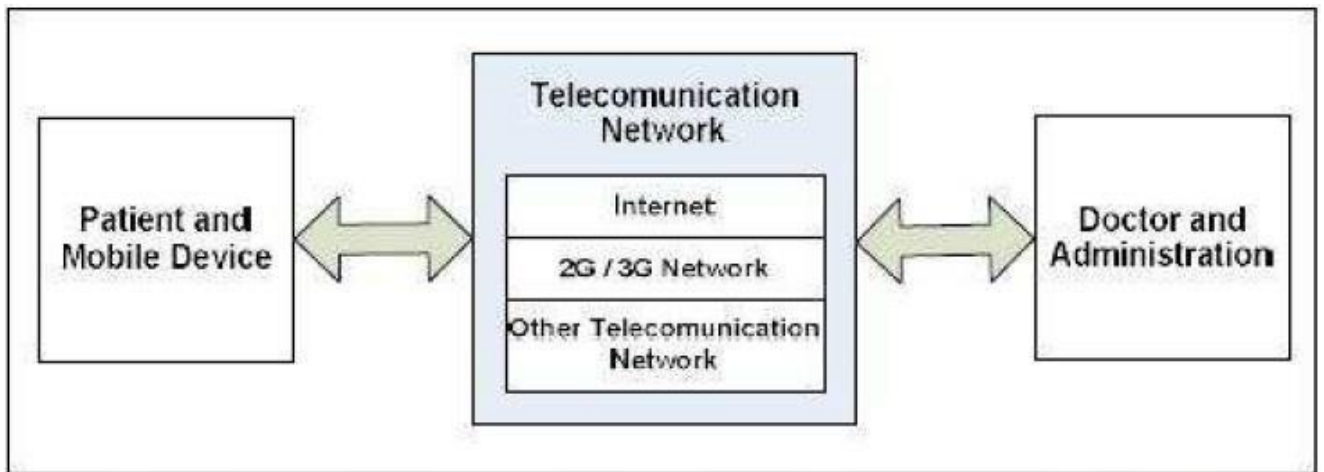 Telecomunication
Network
Patient and
Mobile Device
Internet
2G / 3G Network
Other Telecomunication
Network
Doctor and
Administration